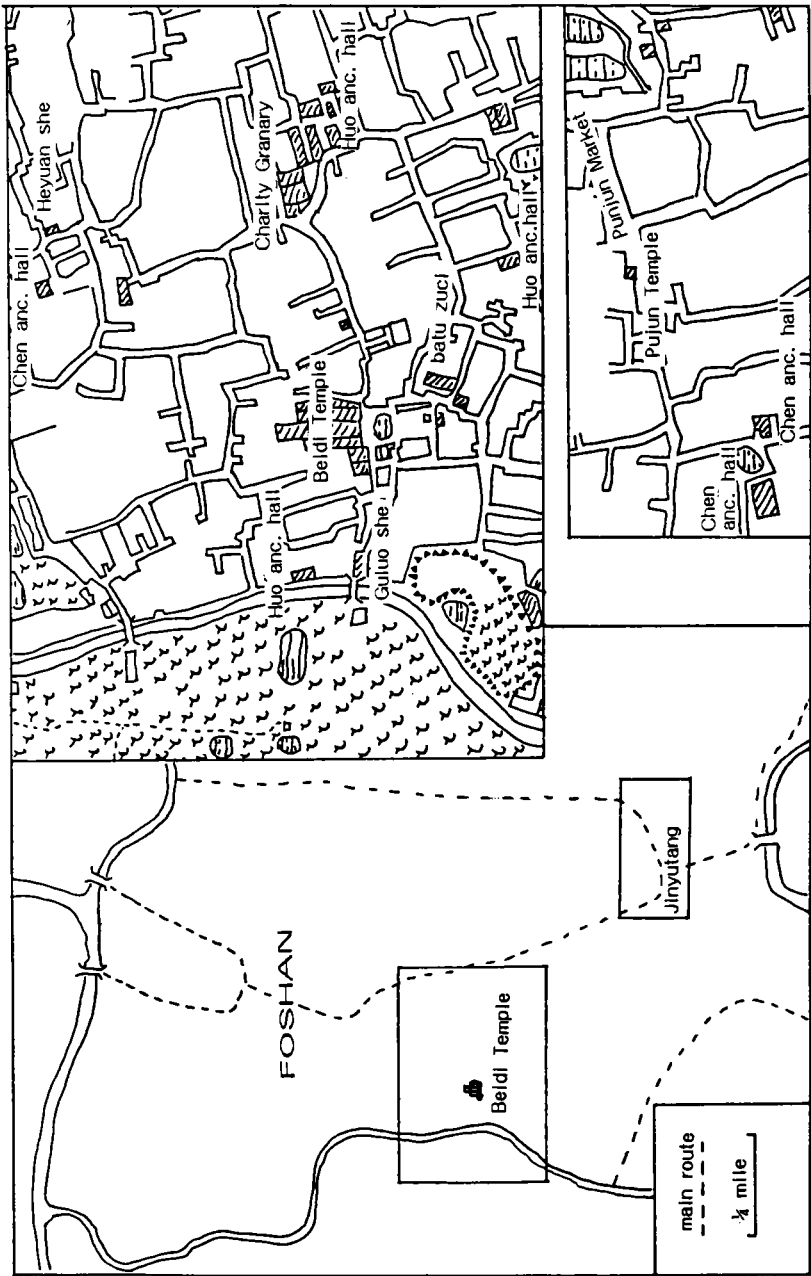 FOSHAN
Beidi Temple
Jinyutang
main route
¼ mile
Chen anc. hall
Heyuan she
Charity Granary
Huo anc. hall
Beidi Temple
Huo anc. hall
Guluo she
batu zuci
Huo anc.hall
Punjun Market
Pujun Temple
Chen anc. hall
Chen
anc. hall